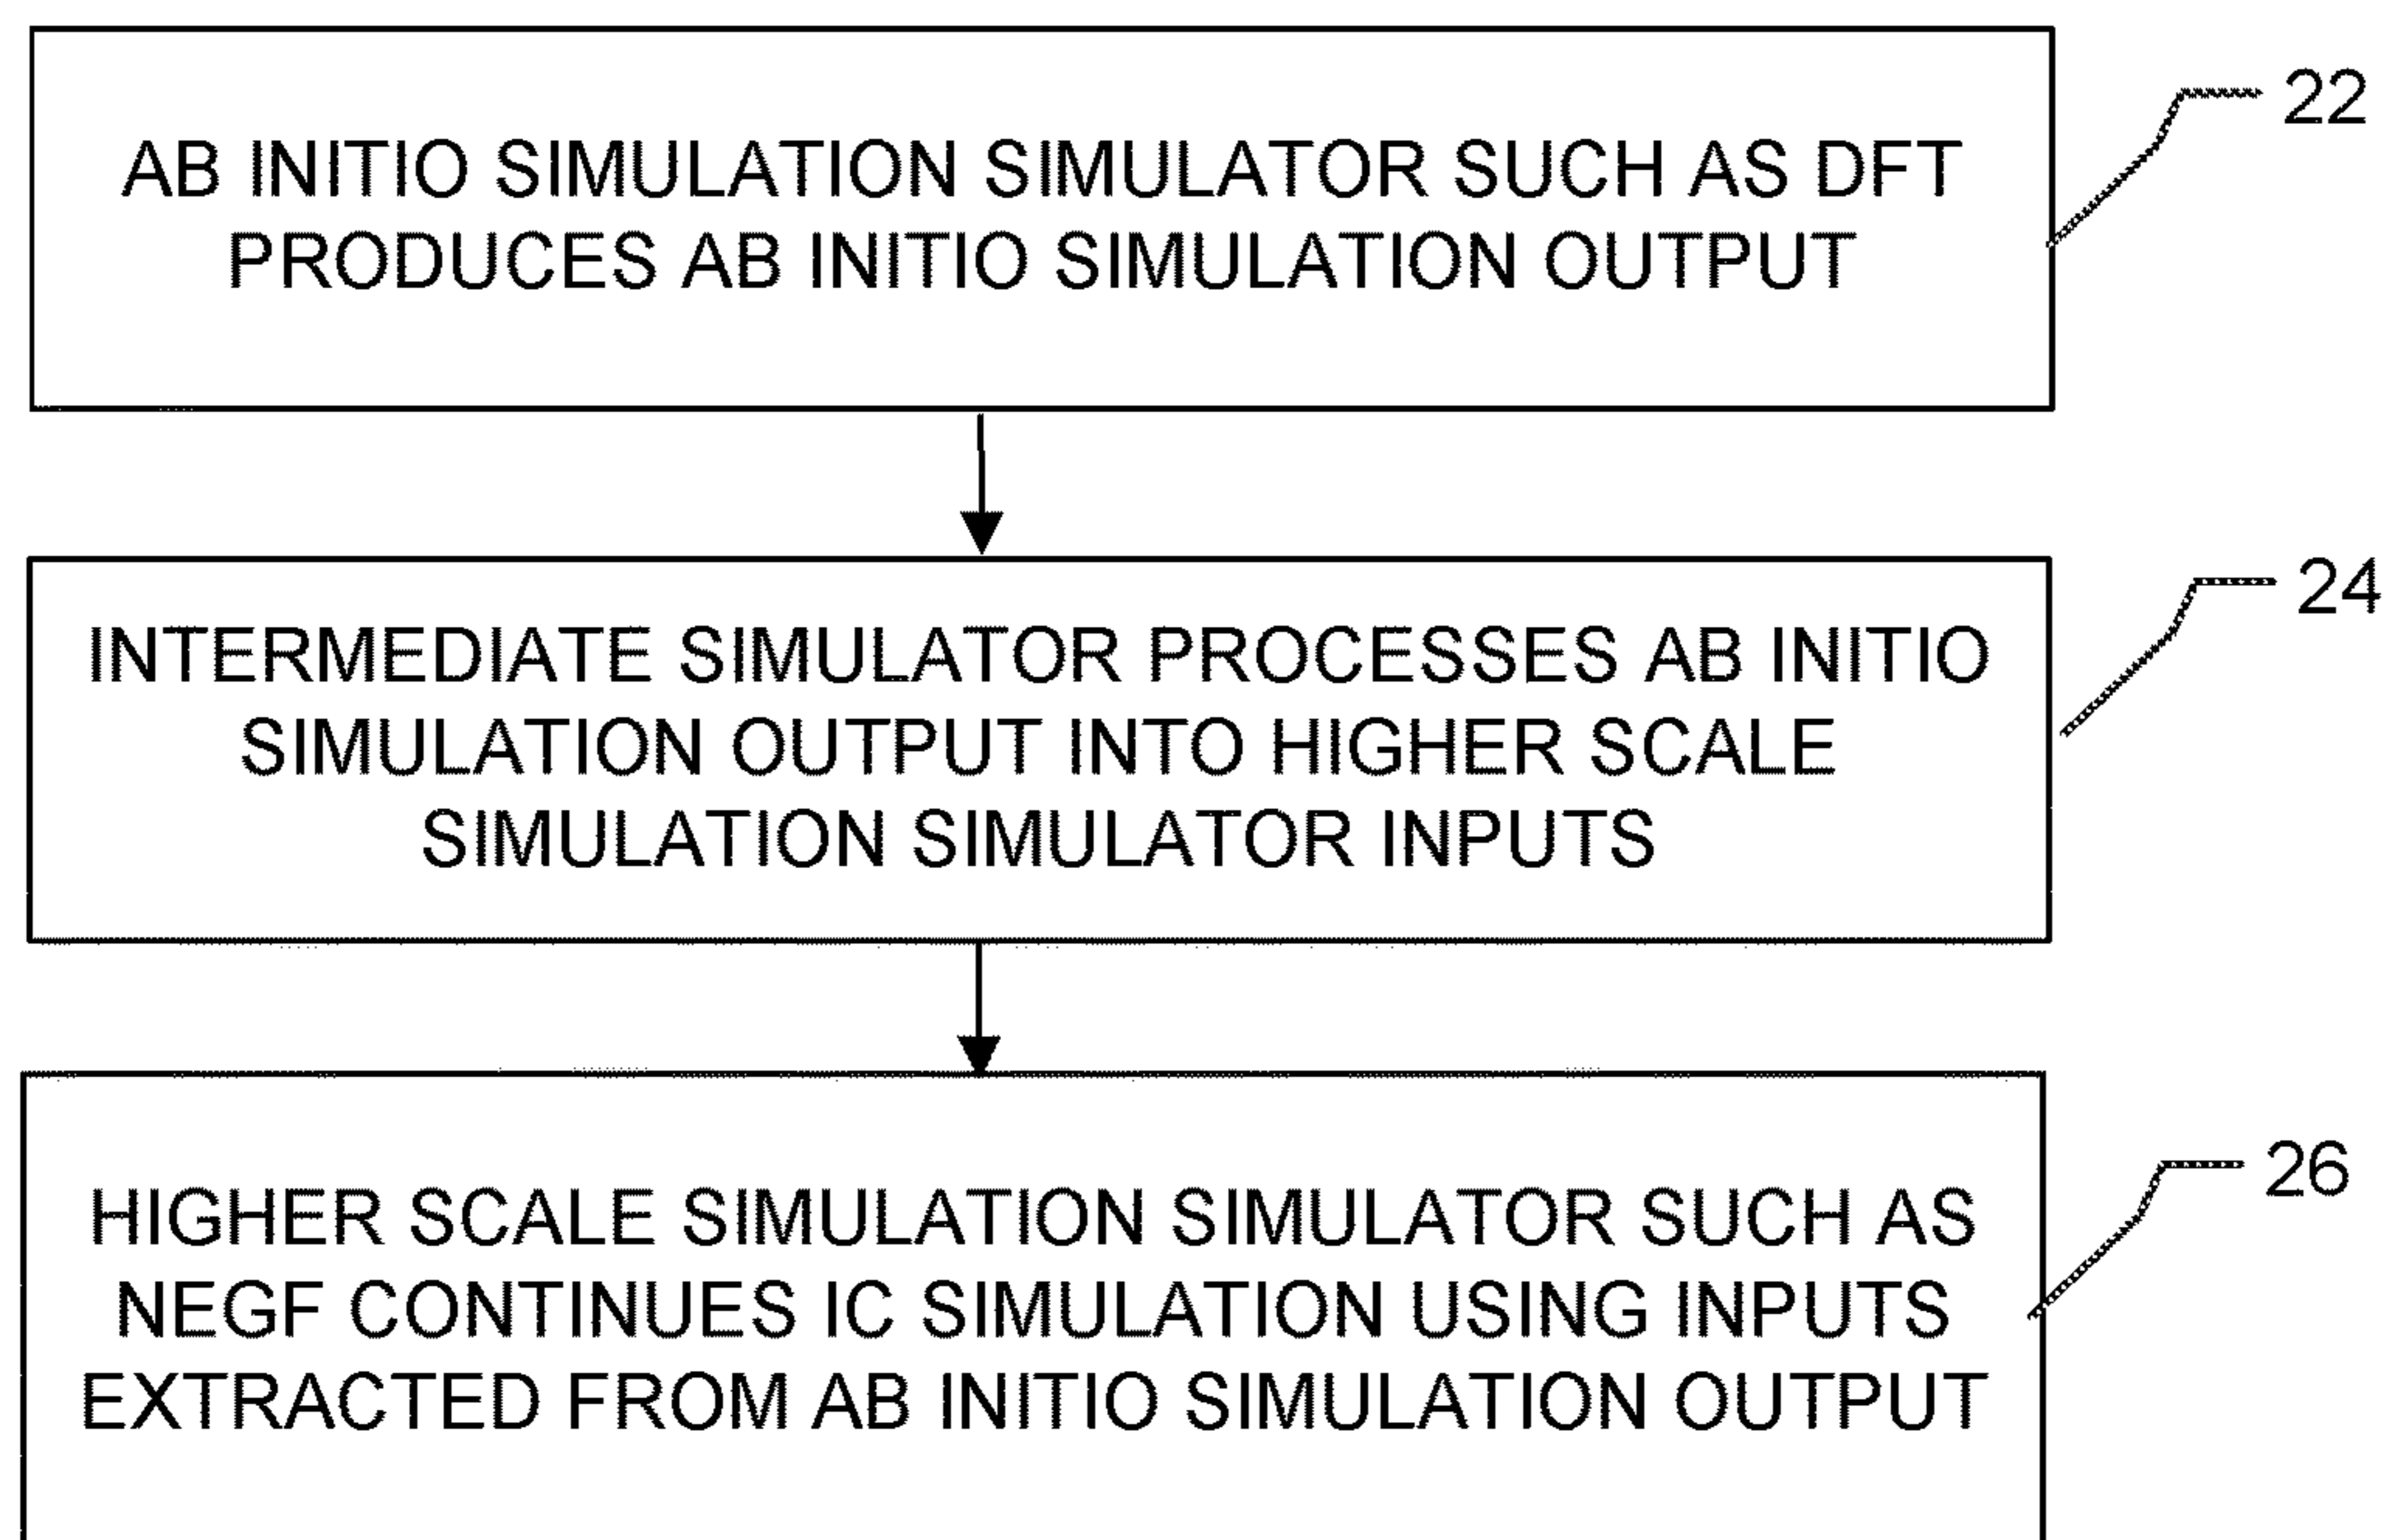 AB INITIO SIMULATION SIMULATOR SUCH AS DFT
PRODUCES AB INITIO SIMULATION OUTPUT
22
INTERMEDIATE SIMULATOR PROCESSES AB INITIO
SIMULATION OUTPUT INTO HIGHER SCALE
SIMULATION SIMULATOR INPUTS
24
HIGHER SCALE SIMULATION SIMULATOR SUCH AS
NEGF CONTINUES IC SIMULATION USING INPUTS
EXTRACTED FROM AB INITIO SIMULATION OUTPUT
26